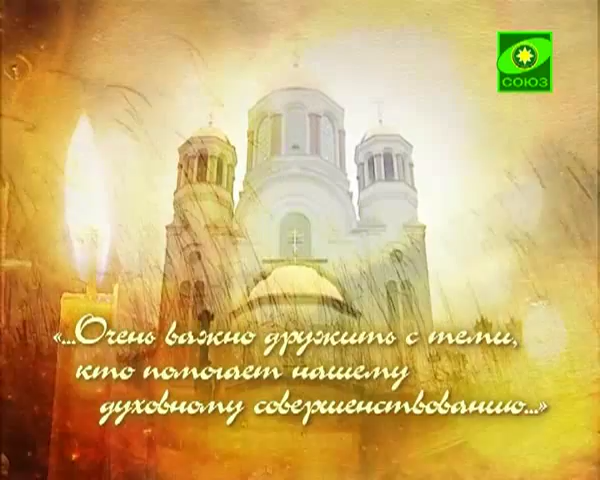 СОЮЗ
«...Очень важно дружить с теми,
кто помогает нашему
духовному совершенствованию...»